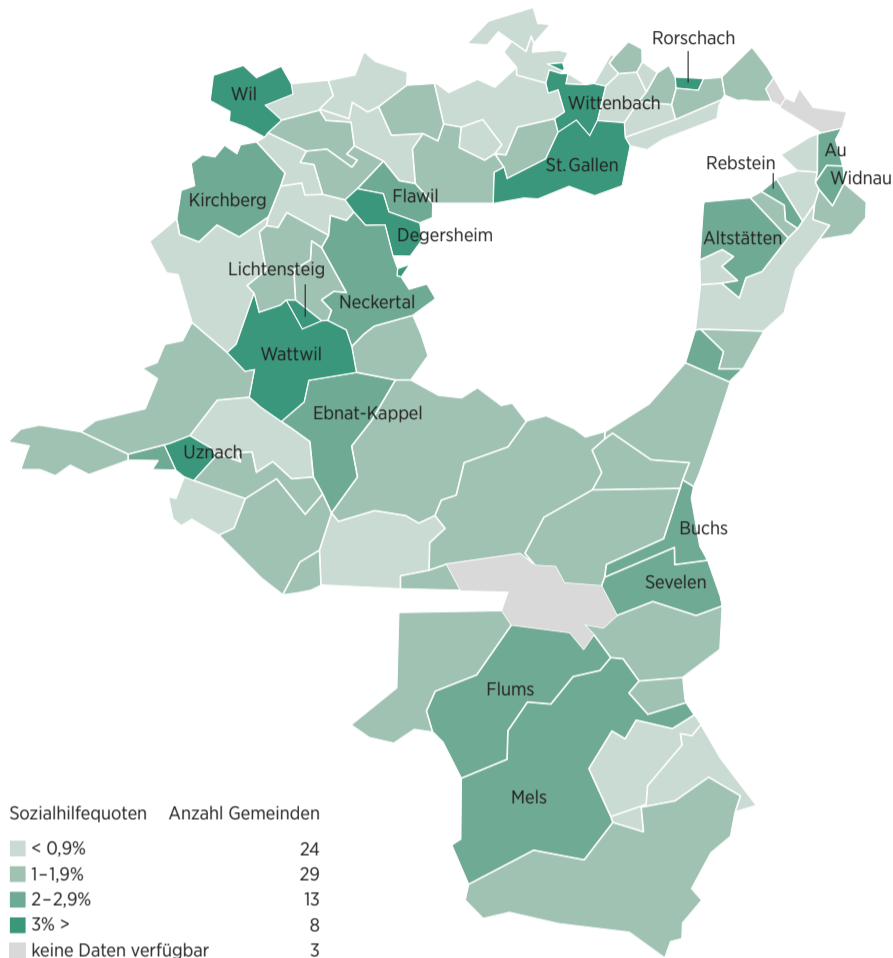 Rorschach
Wil
Wittenbach
Au
St. Gallen
Rebstein
Widnau
Kirchberg
Flawil
Degersheim
Altstätten
Lichtensteig
Neckertal
Wattwil
Ebnat-Kappel
Uznach
Buchs
Sevelen
Flums
Mels
Sozialhilfequoten Anzahl Gemeinden
< 0,9% 24
1–1,9% 29
2–2,9% 13
3% > 8
keine Daten verfügbar 3